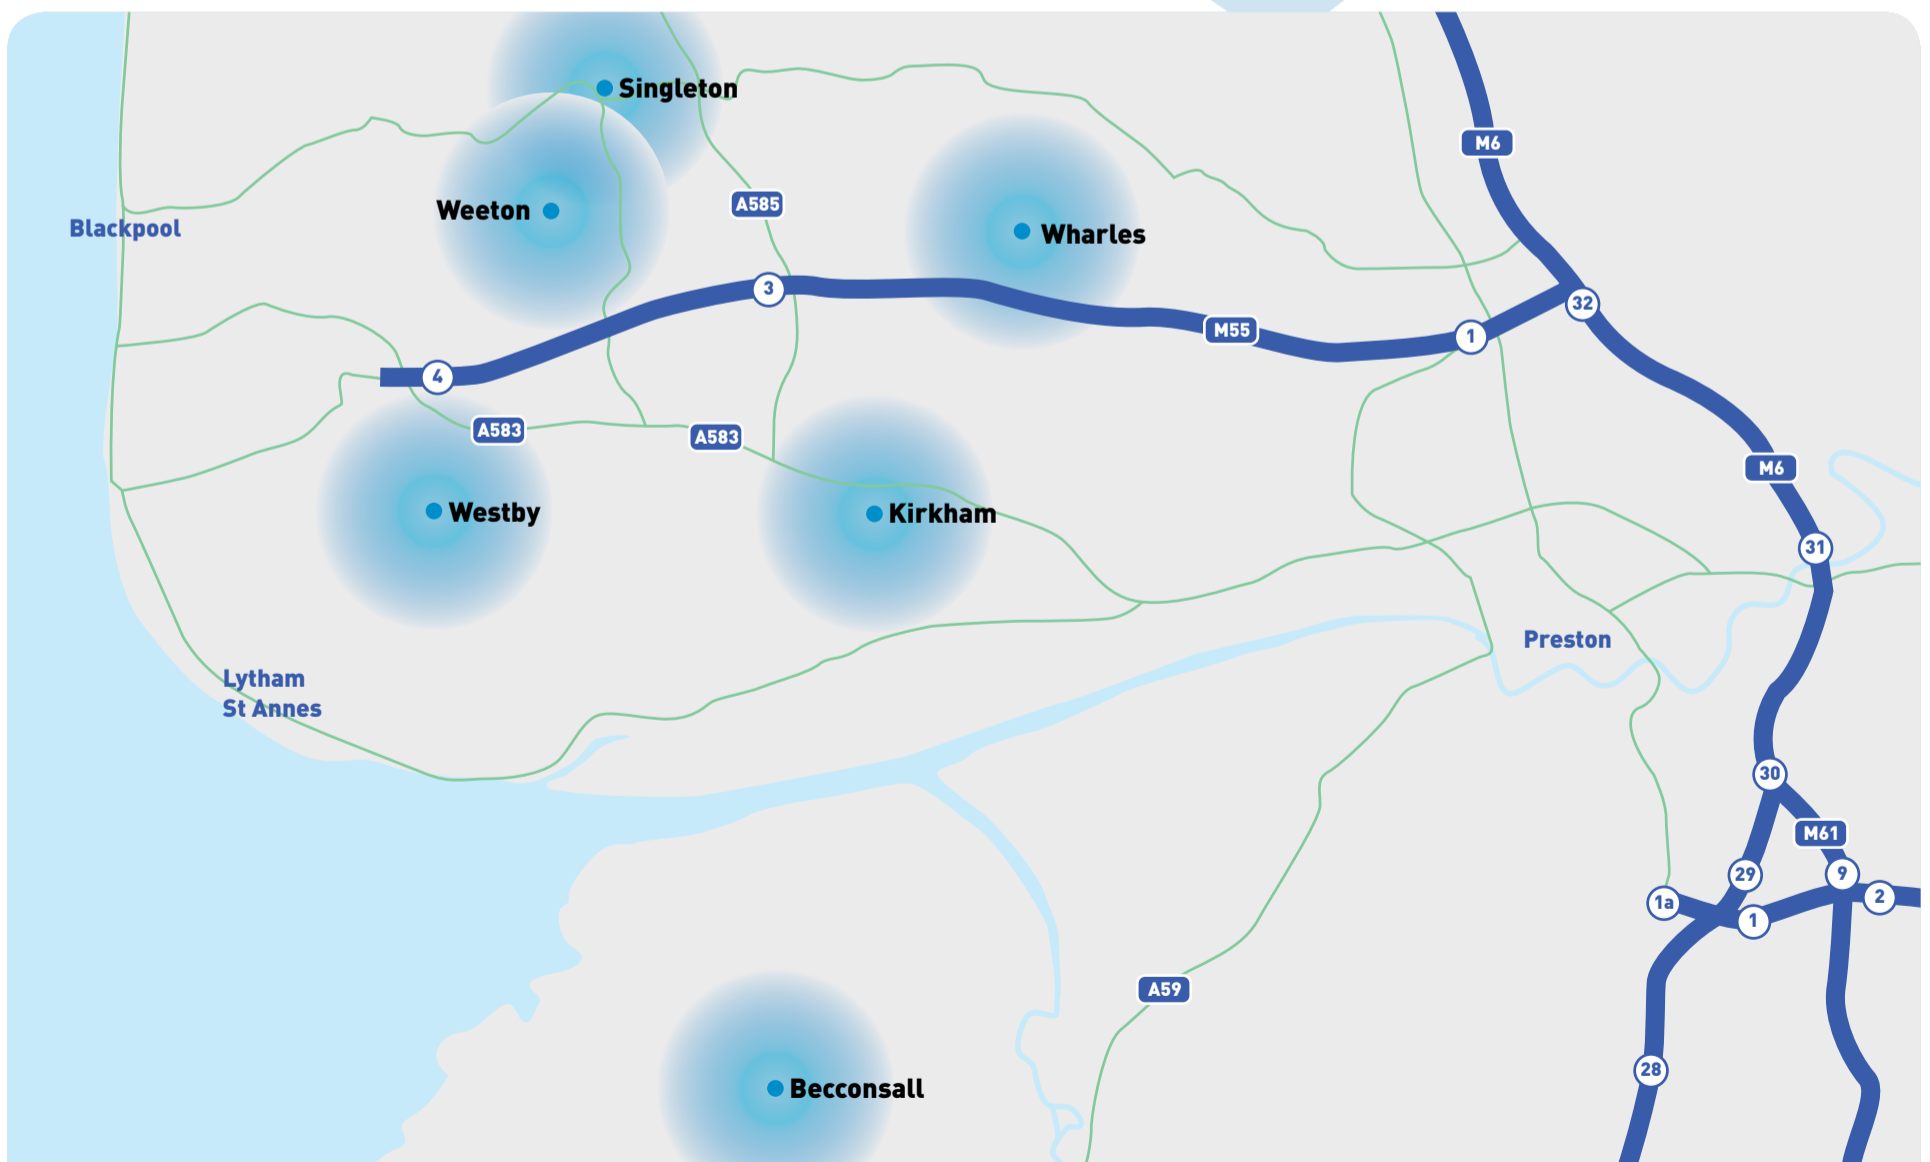 Singleton
M6
A585
Weeton
Blackpool
Wharles
3
32
M55
1
4
A583
A583
M6
Westby
Kirkham
31
Preston
Lytham
St Annes
30
M61
29
9
1a
2
1
A59
28
Becconsall